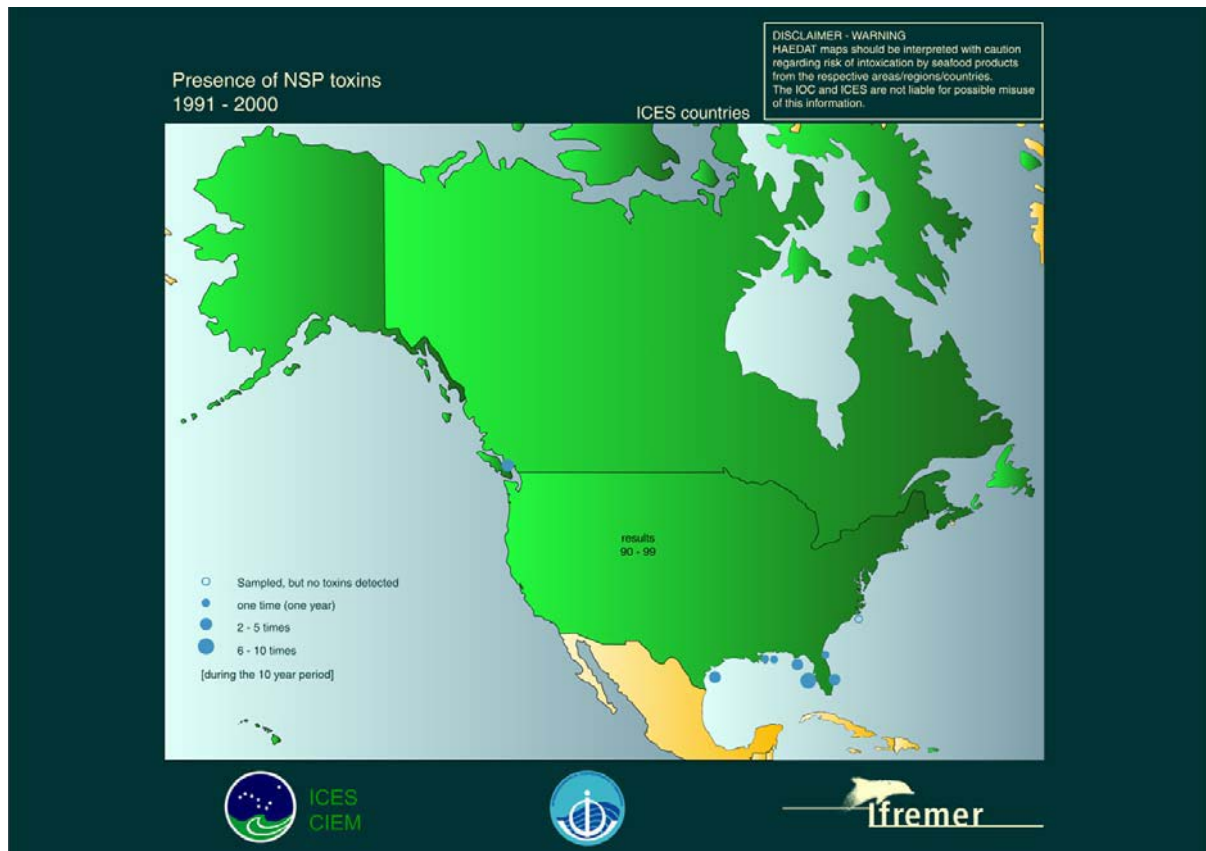 DISCLAIMER - WARNING
HAEDAT maps should be interpreted with caution
regarding risk of intoxication by seafood products
from the respective areas/regions/countries.
The IOC and ICES are not liable for possible misuse
of this information.
Presence of NSP toxins
1991 - 2000
ICES countries
results
90 - 99
Sampled, but no toxins detected
one time (one year)
2 - 5 times
6 - 10 times
[during the 10 year period]
ICES
CIEM
Ifremer